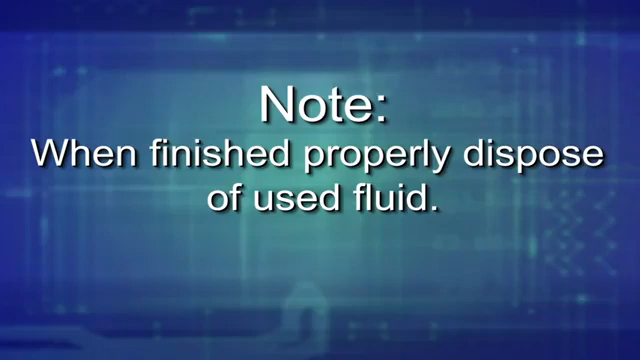 Note:
When finished properly dispose
of used fluid.